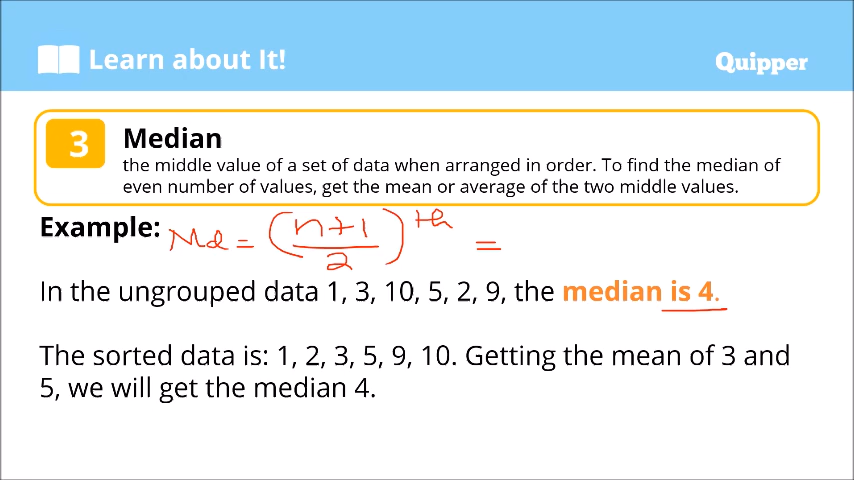 Learn about It!
Quipper
3
Median
the middle value of a set of data when arranged in order. To find the median of
even number of values, get the mean or average of the two middle values.
Example: Md = (n+1/2)th =
In the ungrouped data 1, 3, 10, 5, 2, 9, the median is 4.
The sorted data is: 1, 2, 3, 5, 9, 10. Getting the mean of 3 and
5, we will get the median 4.